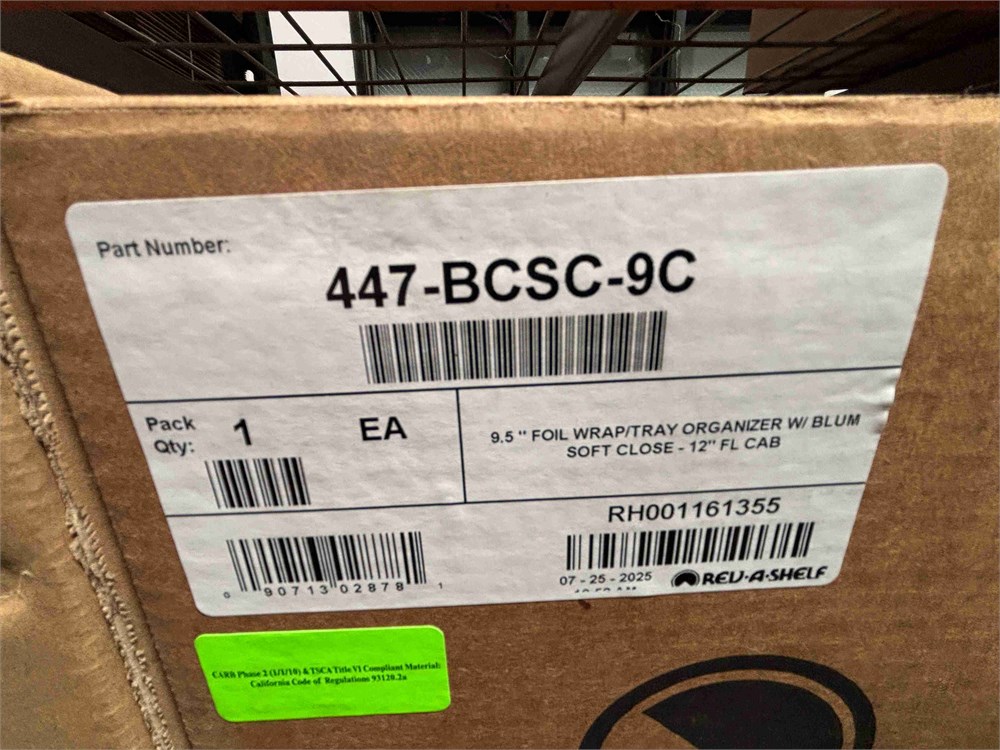 Part Number:
447-BCSC-9C
Pack
Qty:
1
EA
9.5 " FOIL WRAP/TRAY ORGANIZER W/ BLUM
SOFT CLOSE - 12" FL CAB
RH001161355
0 90713 02878 1
07 - 25 - 2025
REV-A-SHELF
CARB Phase 2 (1/1/10) & TSCA Title VI Compliant Material:
California Code of Regulations 93120.2a